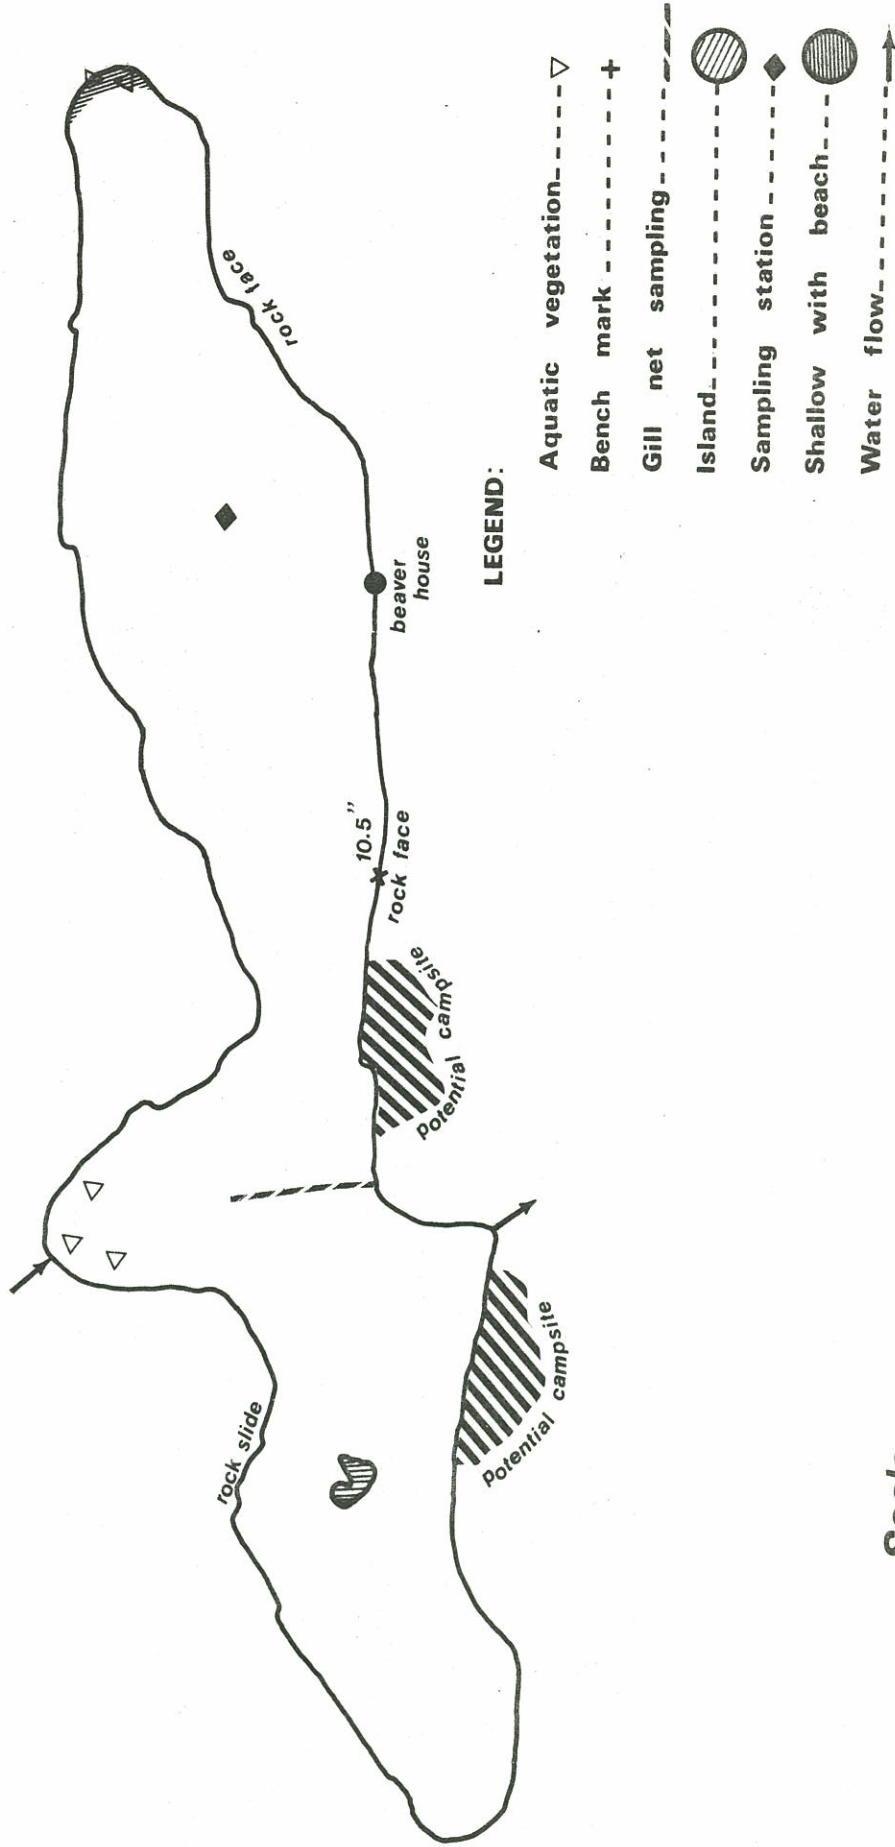 rock face
beaver
house
10.5"
rock face
Potential campsite
rock slide
Potential campsite
LEGEND:
Aquatic vegetation
Bench mark
Gill net sampling
Island
Sampling station
Shallow with beach
Water flow